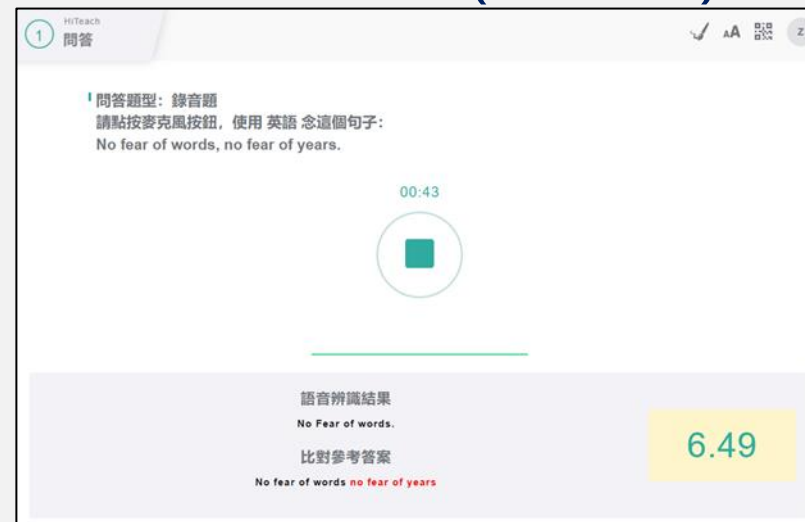 HiTeach
1 問答
AA Z
問答題型：錄音題
請點按麥克風按鈕，使用 英語 念這個句子：
No fear of words, no fear of years.
00:43
語音辨識結果
No Fear of words.
比對參考答案
No fear of words no fear of years
6.49